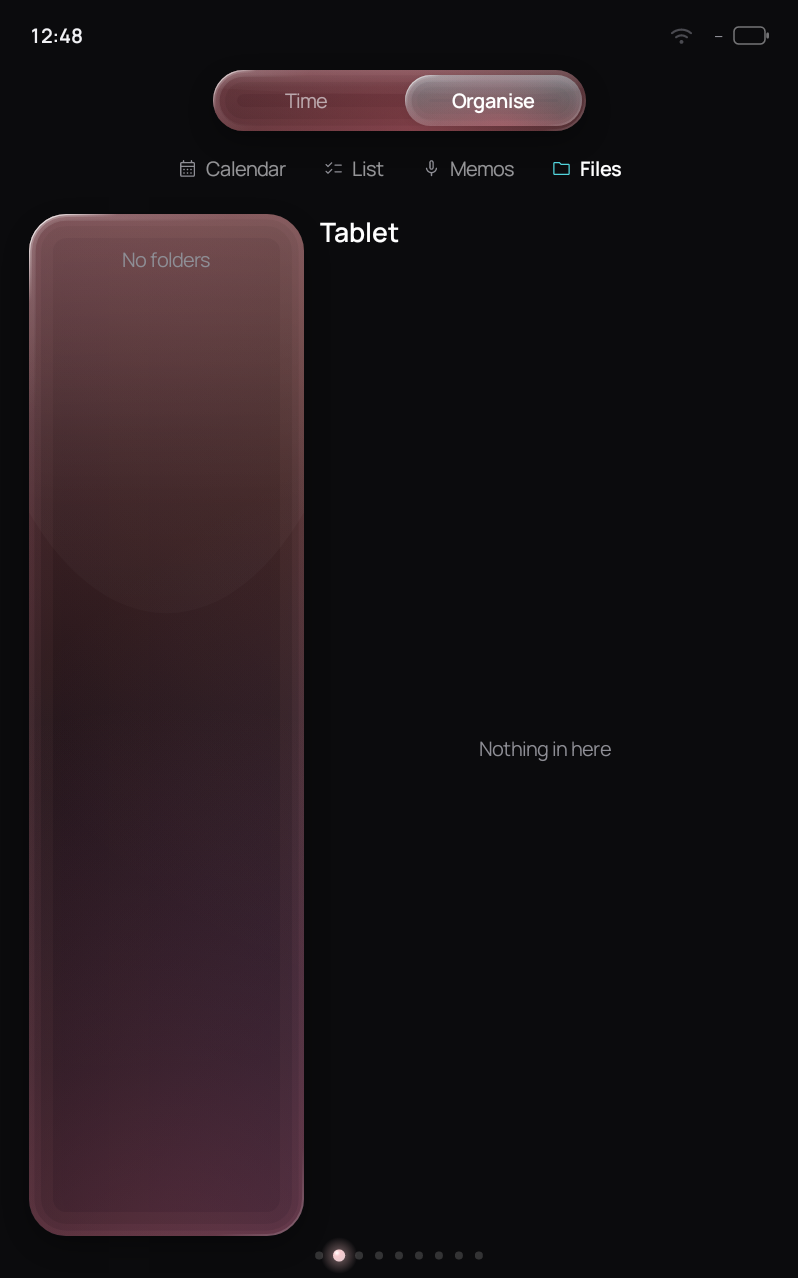 12:48 –
Time Organise
Calendar List Memos Files
Tablet
No folders
Nothing in here